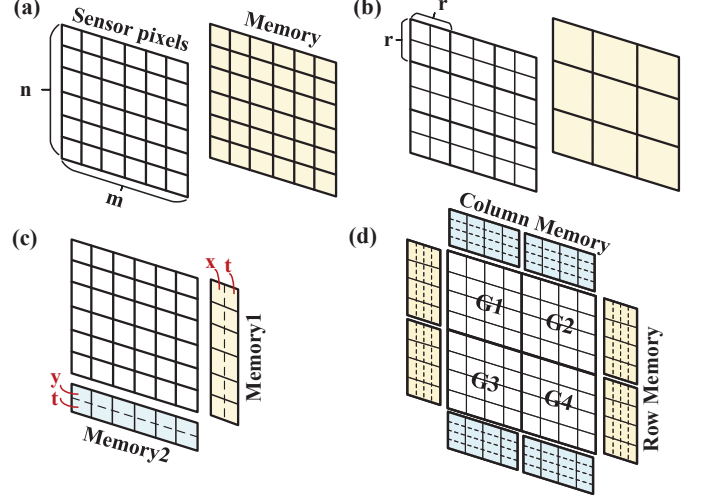 (a)
Sensor pixels
Memory
n
m
(b)
r
r
(c)
x
t
y
t
Memory1
Memory2
(d)
Column Memory
G1
G2
G3
G4
Row Memory